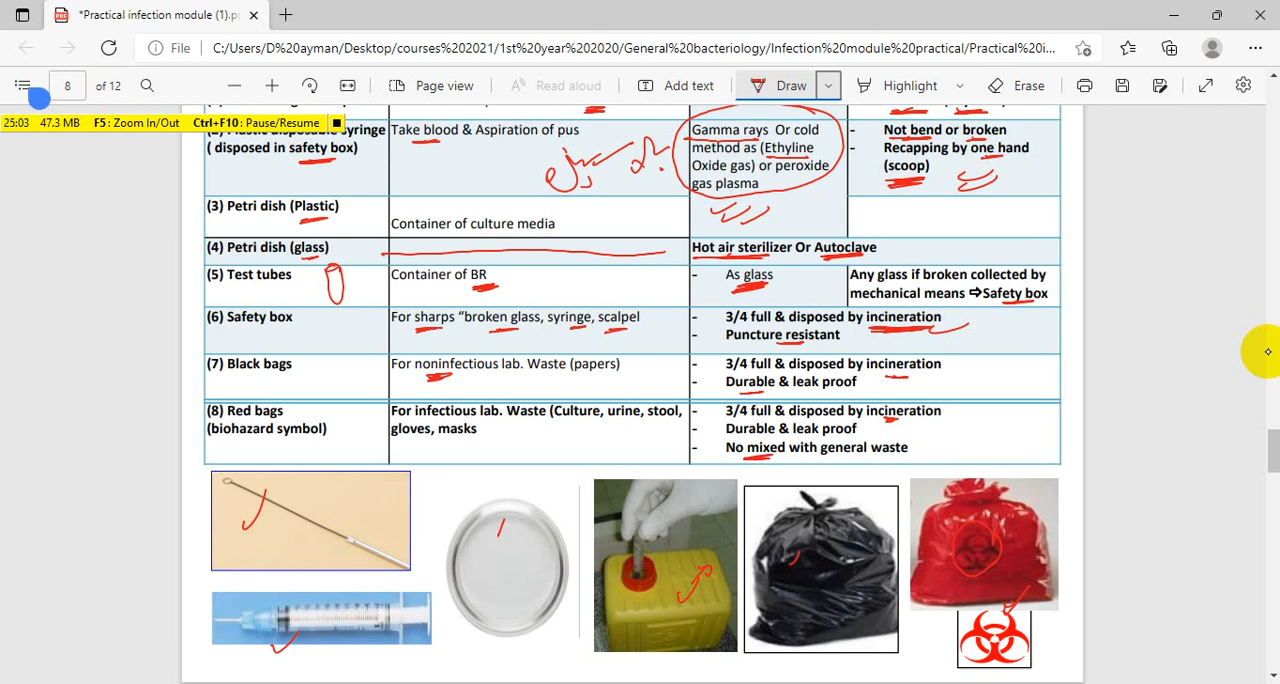 *Practical infection module (1).p
File C:/Users/D%20ayman/Desktop/courses%202021/1st%20year%202020/General%20bacteriology/Infection%20module%20practical/Practical%20i...
8 of 12 Page view Read aloud Add text Draw Highlight Erase
25:03 47.3 MB F5: Zoom In/Out Ctrl+F10: Pause/Resume
syringe
( disposed in safety box)
Take blood & Aspiration of pus
Gamma rays Or cold
method as (Ethyline
Oxide gas) or peroxide
gas plasma
- Not bend or broken
- Recapping by one hand
(scoop)
(3) Petri dish (Plastic)
Container of culture media
(4) Petri dish (glass)
Hot air sterilizer Or Autoclave
(5) Test tubes
Container of BR
- As glass
Any glass if broken collected by
mechanical means ⇒Safety box
(6) Safety box
For sharps "broken glass, syringe, scalpel
- 3/4 full & disposed by incineration
- Puncture resistant
(7) Black bags
For noninfectious lab. Waste (papers)
- 3/4 full & disposed by incineration
- Durable & leak proof
(8) Red bags
(biohazard symbol)
For infectious lab. Waste (Culture, urine, stool,
gloves, masks
- 3/4 full & disposed by incineration
- Durable & leak proof
- No mixed with general waste